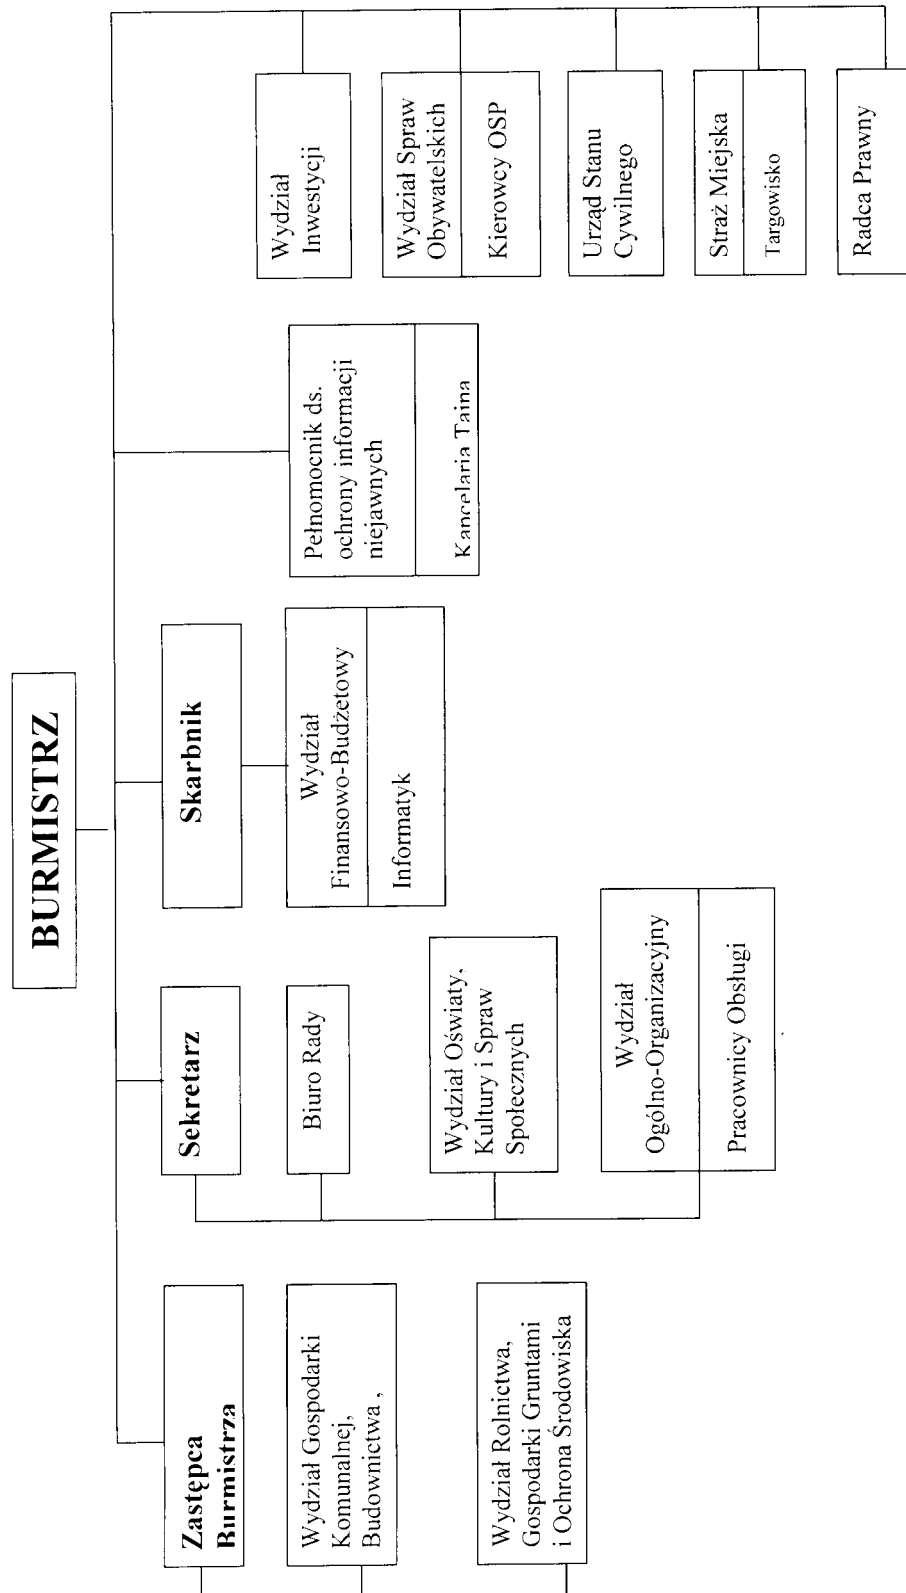 BURMISTRZ
Zastępca
Burmistrza
Wydział Gospodarki
Komunalnej,
Budownictwa ,
Wydział Rolnictwa,
Gospodarki Gruntami
i Ochrona Środowiska
Sekretarz
Biuro Rady
Wydział Oświaty,
Kultury i Spraw
Społecznych
Wydział
Ogólno-Organizacyjny
Pracownicy Obsługi
Skarbnik
Wydział
Finansowo-Budżetowy
Informatyk
Pełnomocnik ds.
ochrony informacji
niejawnych
Kancelaria Tajna
Wydział
Inwestycji
Wydział Spraw
Obywatelskich
Kierowcy OSP
Urząd Stanu
Cywilnego
Straż Miejska
Targowisko
Radca Prawny